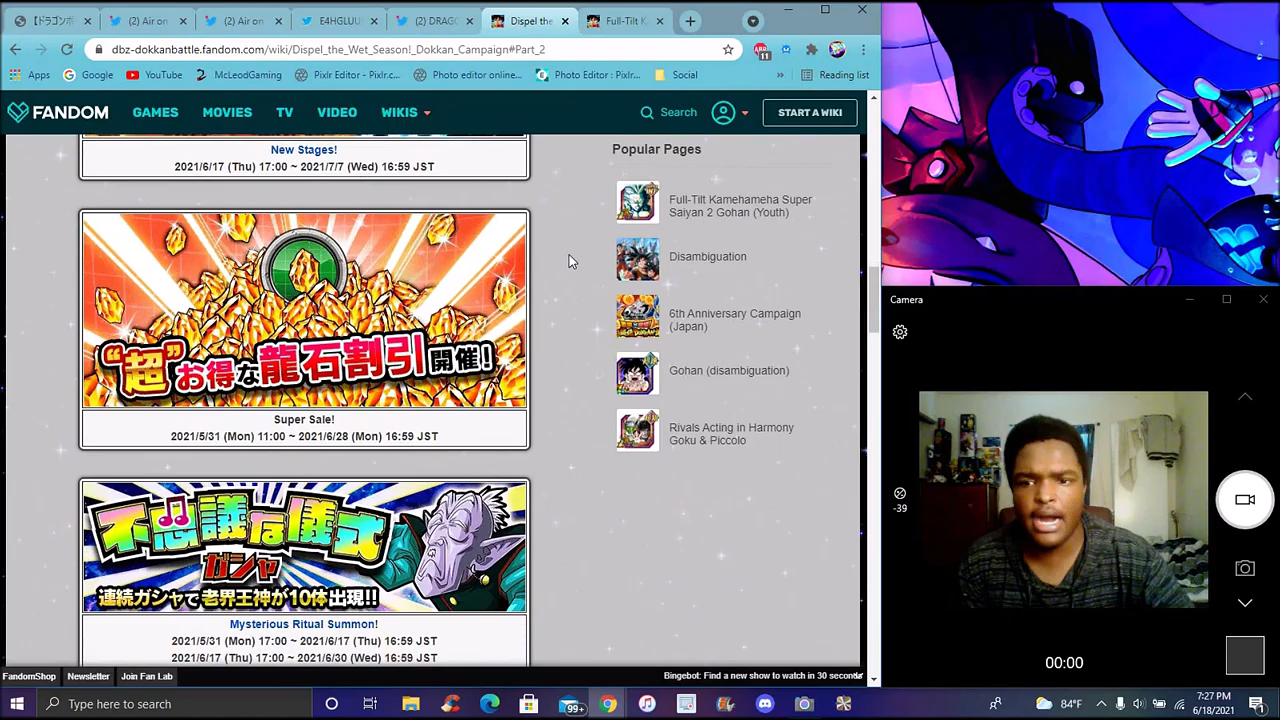 【ドラゴンボ
(2) Air on
(2) Air on
E4HGLUU
(2) DRAG
Dispel the
Full-Tilt K
dbz-dokkanbattle.fandom.com/wiki/Dispel_the_Wet_Season!_Dokkan_Campaign#Part_2
11
Apps
Google
YouTube
McLeodGaming
Pixlr Editor - Pixlr.c...
Photo editor online...
Photo Editor : Pixlr...
Social
»
Reading list
FANDOM
GAMES
MOVIES
TV
VIDEO
WIKIS
Search
START A WIKI
New Stages!
2021/6/17 (Thu) 17:00 ~ 2021/7/7 (Wed) 16:59 JST
"超"お得な龍石割引開催!
Super Sale!
2021/5/31 (Mon) 11:00 ~ 2021/6/28 (Mon) 16:59 JST
不思議な儀式
ガシャ
連続ガシャで老界王神が10体出現!!
Mysterious Ritual Summon!
2021/5/31 (Mon) 17:00 ~ 2021/6/17 (Thu) 16:59 JST
2021/6/17 (Thu) 17:00 ~ 2021/6/30 (Wed) 16:59 JST
Popular Pages
Full-Tilt Kamehameha Super
Saiyan 2 Gohan (Youth)
Disambiguation
6th Anniversary Campaign
(Japan)
Gohan (disambiguation)
Rivals Acting in Harmony
Goku & Piccolo
FandomShop
Newsletter
Join Fan Lab
Bingebot: Find a new show to watch in 30 seconds
Camera
-39
00:00
Type here to search
99+
84°F
7:27 PM
6/18/2021